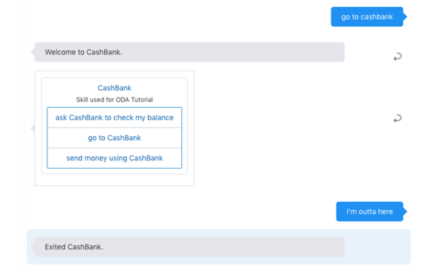 go to cashbank
Welcome to CashBank.
CashBank
Skill used for ODA Tutorial
ask CashBank to check my balance
go to CashBank
send money using CashBank
I'm outta here
Exited CashBank.